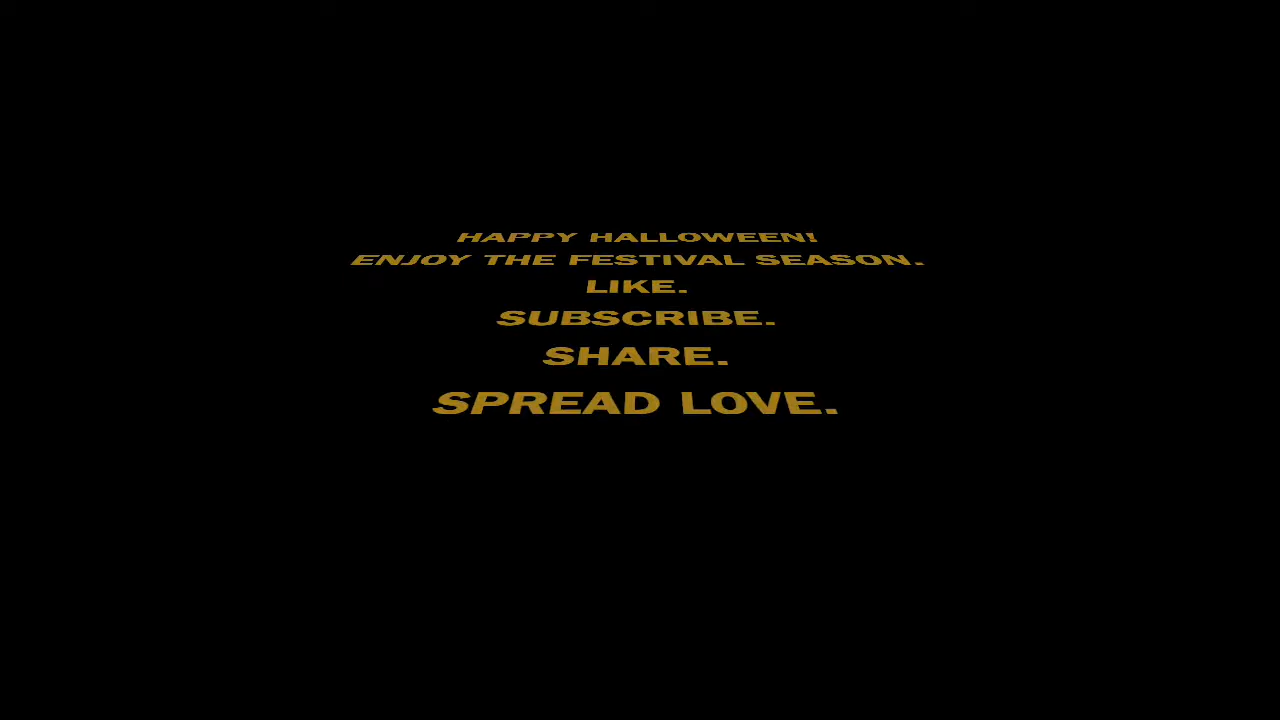 HAPPY HALLOWEEN!
ENJOY THE FESTIVAL SEASON.
LIKE.
SUBSCRIBE.
SHARE.
SPREAD LOVE.